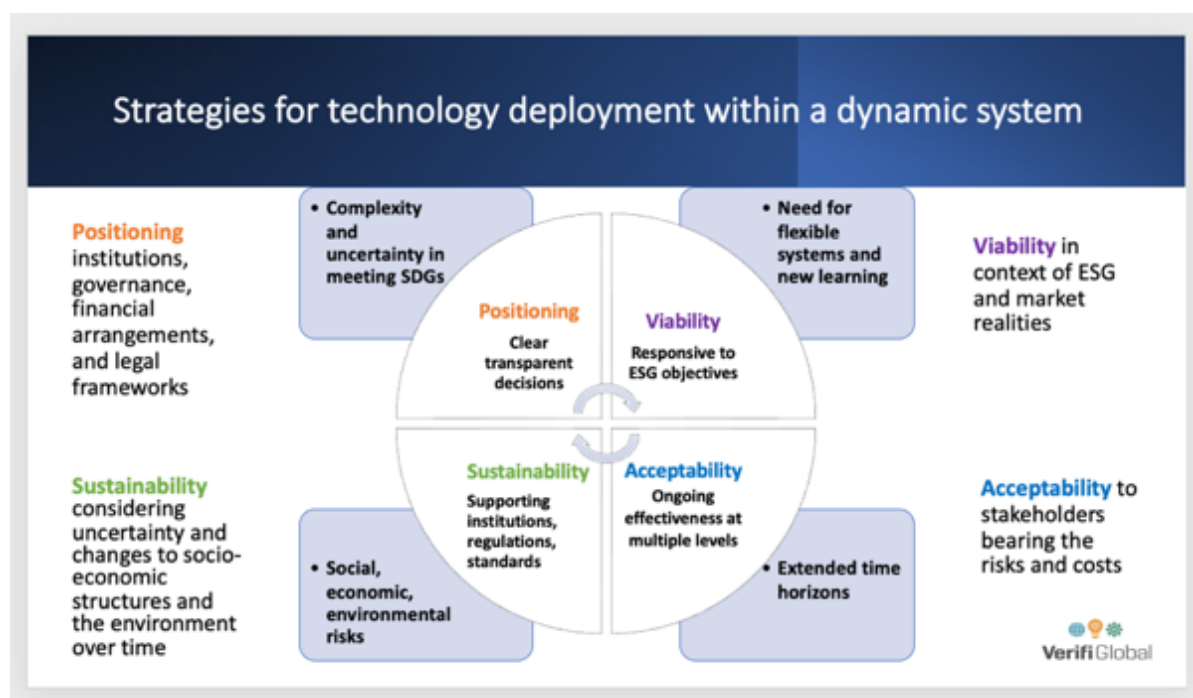 Strategies for technology deployment within a dynamic system
Positioning
institutions,
governance,
financial
arrangements,
and legal
frameworks
• Complexity
and
uncertainty in
meeting SDGs
• Need for
flexible
systems and
new learning
Viability in
context of ESG
and market
realities
Positioning
Clear
transparent
decisions
Viability
Responsive to
ESG objectives
Sustainability
Supporting
institutions,
regulations,
standards
Acceptability
Ongoing
effectiveness at
multiple levels
Sustainability
considering
uncertainty and
changes to socio-
economic
structures and
the environment
over time
• Social,
economic,
environmental
risks
• Extended time
horizons
Acceptability to
stakeholders
bearing the
risks and costs
VerifiGlobal